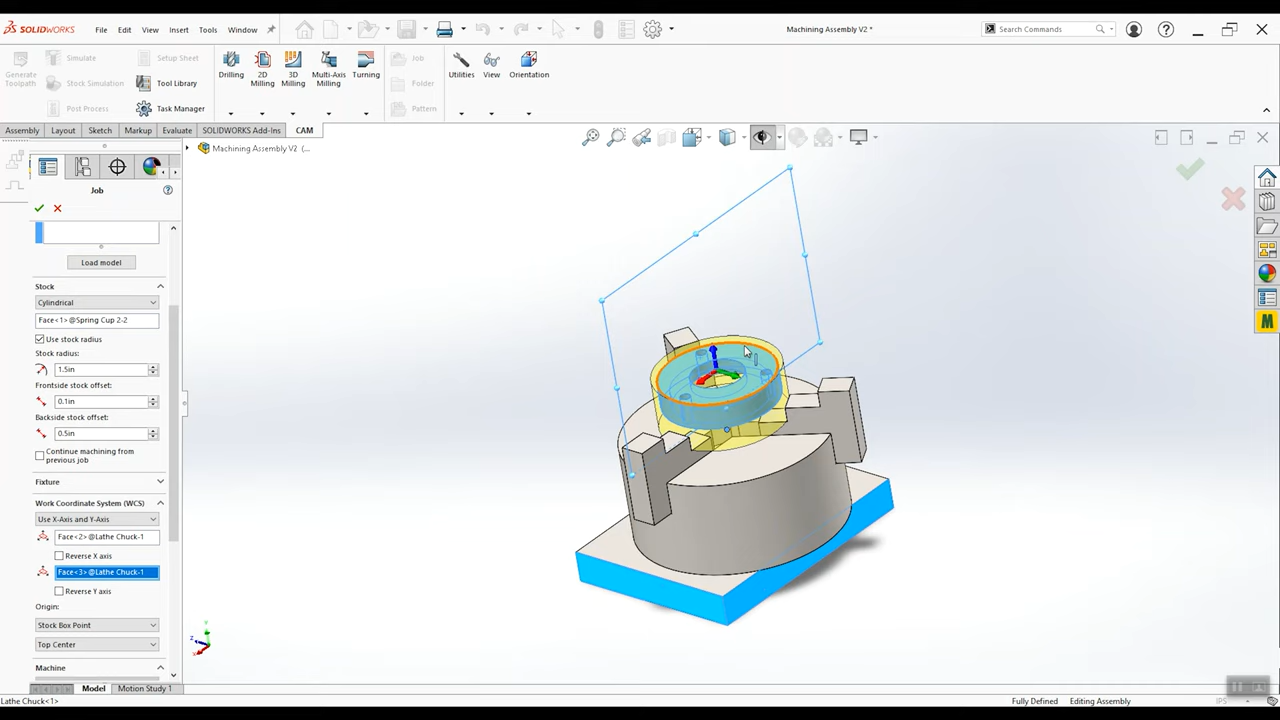 SOLIDWORKS File Edit View Insert Tools Window Machining Assembly V2 * Search Commands
Generate Toolpath Simulate Stock Simulation Post Process Setup Sheet Tool Library Task Manager Drilling 2D Milling 3D Milling Multi-Axis Milling Turning Job Folder Pattern Utilities View Orientation
Assembly Layout Sketch Markup Evaluate SOLIDWORKS Add-Ins CAM
Machining Assembly V2 (...
Job
Load model
Stock
Cylindrical
Face<1>@Spring Cup 2-2
Use stock radius
Stock radius:
1.5in
Frontside stock offset:
0.1in
Backside stock offset:
0.5in
Continue machining from
previous job
Fixture
Work Coordinate System (WCS)
Use X-Axis and Y-Axis
Face<2>@Lathe Chuck-1
Reverse X axis
Face<3>@Lathe Chuck-1
Reverse Y axis
Origin:
Stock Box Point
Top Center
Machine
Model Motion Study 1
Lathe Chuck<1> Fully Defined Editing Assembly IPS